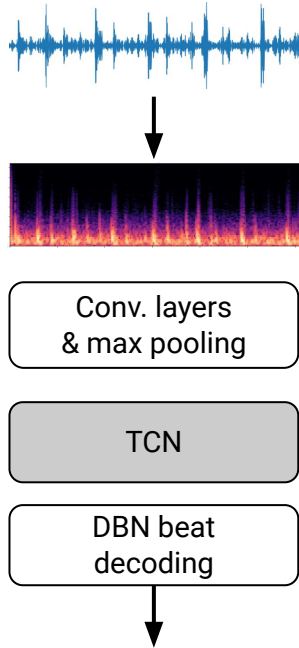 Conv. layers
& max pooling
TCN
DBN beat
decoding